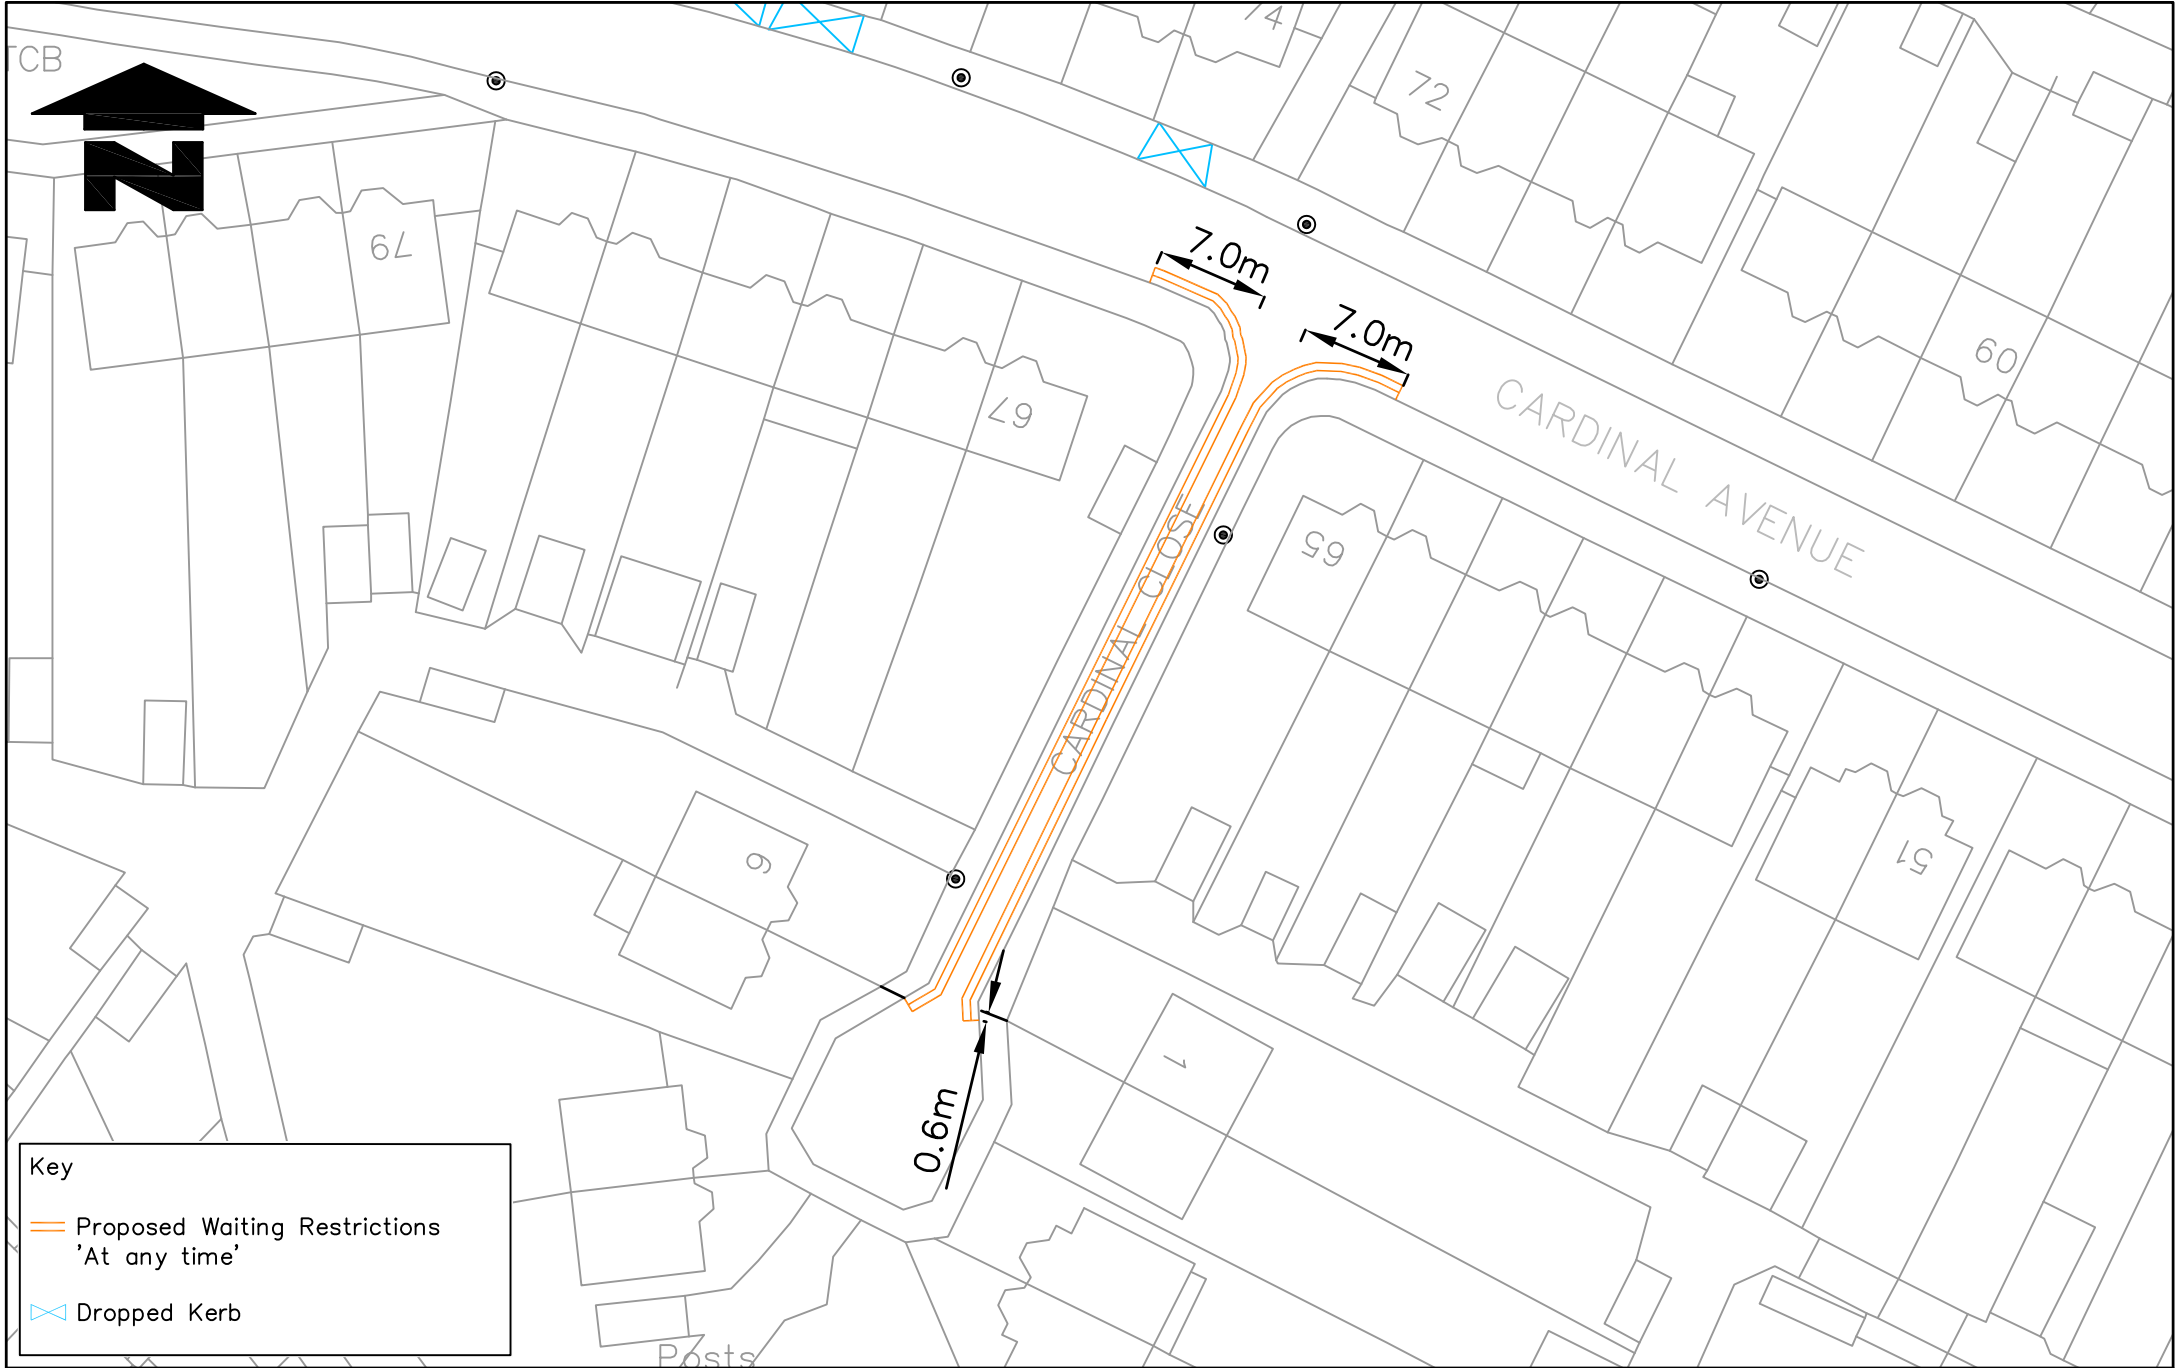 TCB
N
74
72
79
7.0m
7.0m
67
60
CARDINAL AVENUE
CARDINAL CLOSE
65
51
9
1
0.6m
Key
Proposed Waiting Restrictions
'At any time'
Dropped Kerb
Posts